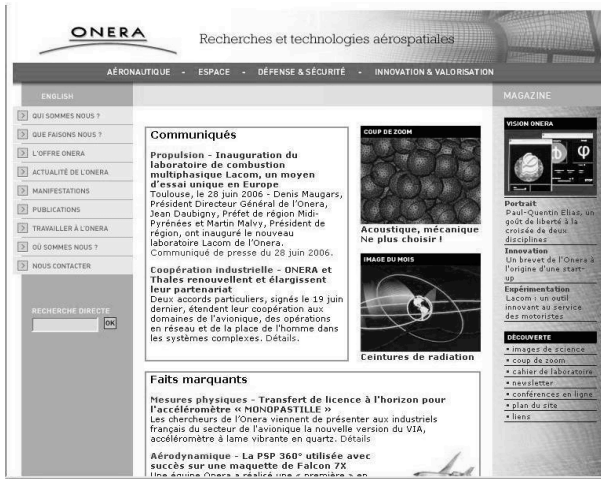 ONERA
Recherches et technologies aérospatiales
AÉRONAUTIQUE - ESPACE - DÉFENSE & SÉCURITÉ - INNOVATION & VALORISATION
ENGLISH
QUI SOMMES NOUS ?
QUE FAISONS NOUS ?
L'OFFRE ONERA
ACTUALITÉ DE L'ONERA
MANIFESTATIONS
PUBLICATIONS
TRAVAILLER À L'ONERA
OÙ SOMMES NOUS ?
NOUS CONTACTER
RECHERCHE DIRECTE
OK
Communiqués
Propulsion - Inauguration du
laboratoire de combustion
multiphasique Lacom, un moyen
d'essai unique en Europe
Toulouse, le 28 juin 2006 - Denis Maugars,
Président Directeur Général de l'Onera,
Jean Daubigny, Préfet de région Midi-
Pyrénées et Martin Malvy, Président de
région, ont inauguré le nouveau
laboratoire Lacom de l'Onera.
Communiqué de presse du 28 juin 2006.
Coopération industrielle - ONERA et
Thales renouvellent et élargissent
leur partenariat
Deux accords particuliers, signés le 19 juin
dernier, étendent leur coopération aux
domaines de l'avionique, des opérations
en réseau et de la place de l'homme dans
les systèmes complexes. Détails.
COUP DE ZOOM
Acoustique, mécanique
Ne plus choisir !
IMAGE DU MOIS
Ceintures de radiation
Faits marquants
Mesures physiques - Transfert de licence à l'horizon pour
l'accéléromètre « MONOPASTILLE »
Les chercheurs de l'Onera viennent de présenter aux industriels
français du secteur de l'avionique la nouvelle version du VIA,
accéléromètre à lame vibrante en quartz. Détails
Aérodynamique - La PSP 360° utilisée avec
succès sur une maquette de Falcon 7X
Une équipe Onera a réalisé une « première » en
MAGAZINE
VISION ONERA
φ
Portrait
Paul-Quentin Elias, un
goût de liberté à la
croisée de deux
disciplines
Innovation
Un brevet de l'Onera à
l'origine d'une start-
up
Expérimentation
Lacom : un outil
innovant au service
des motoristes
DÉCOUVERTE
images de science
coup de zoom
cahier de laboratoire
newsletter
conférences en ligne
plan du site
liens